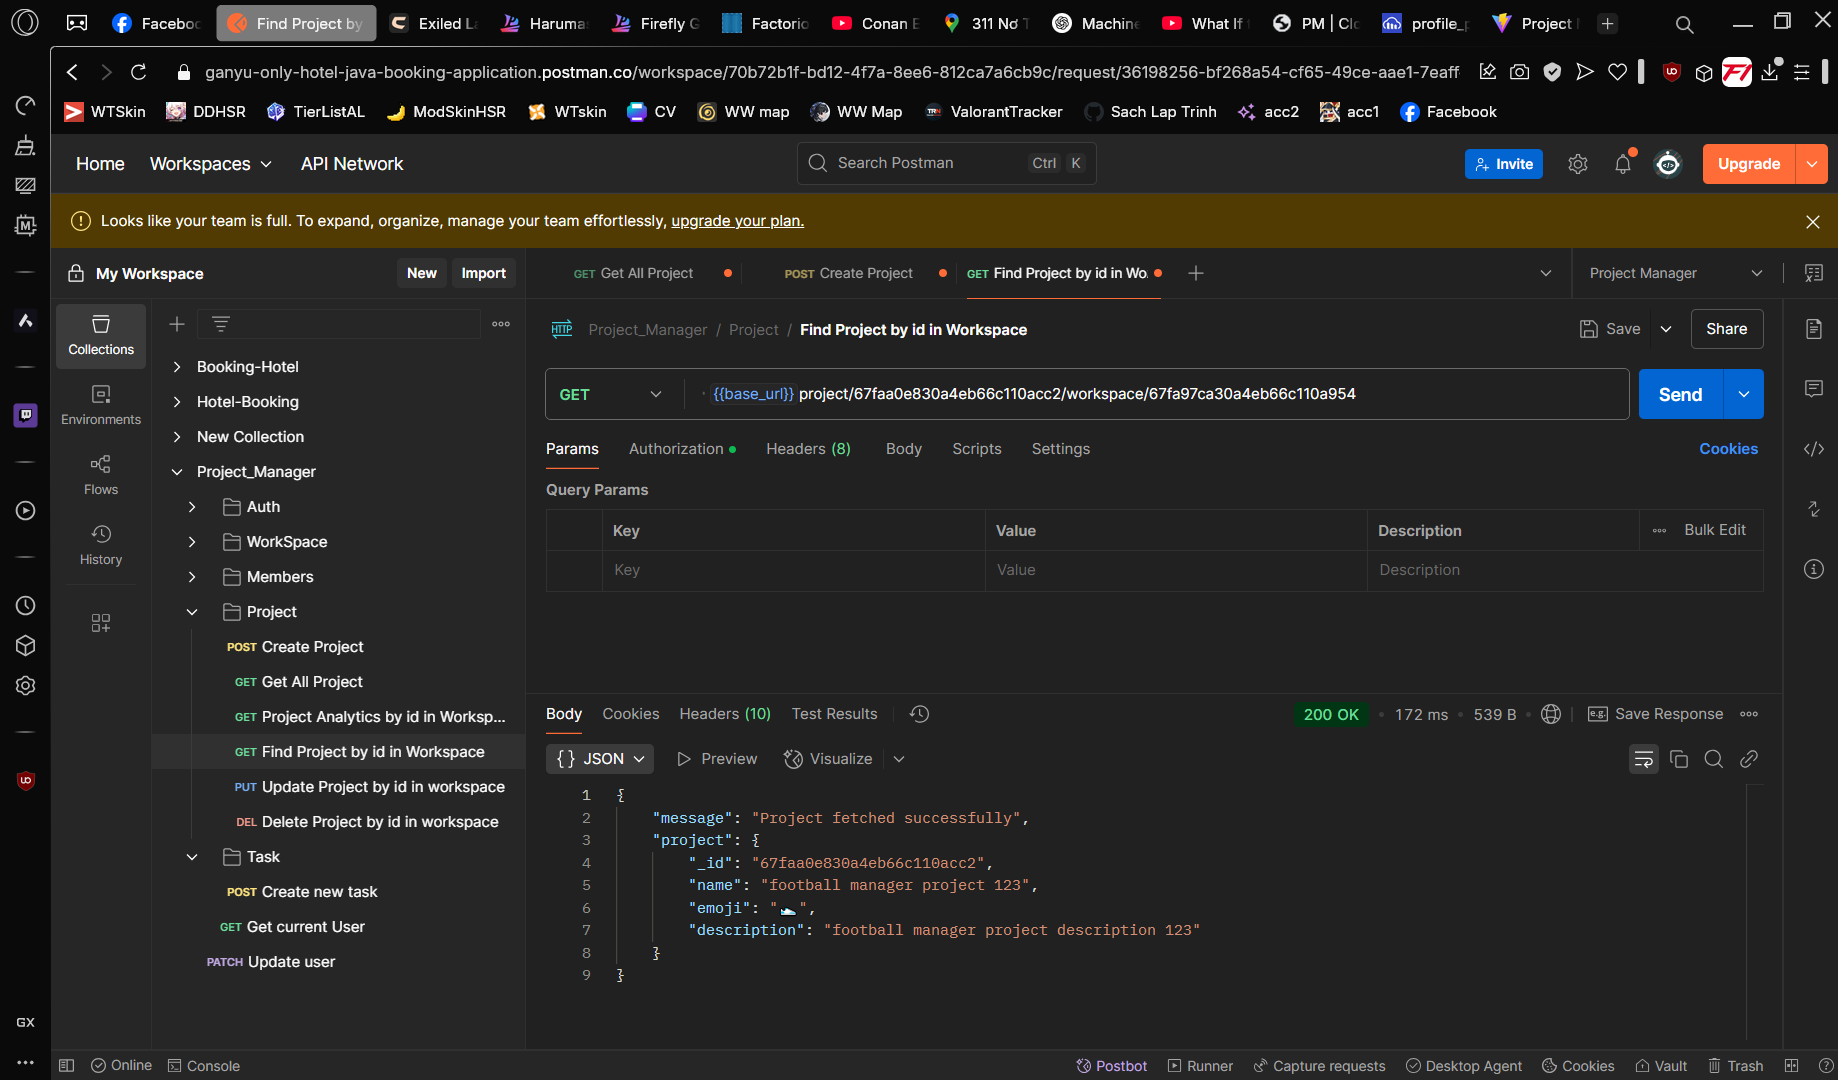 Faceboo
Find Project by
Exiled La
Haruma
Firefly G
Factorio
Conan E
311 Nơ T
Machine
What If
PM | Clo
profile_p
Project
ganyu-only-hotel-java-booking-application.postman.co/workspace/70b72b1f-bd12-4f7a-8ee6-812ca7a6cb9c/request/36198256-bf268a54-cf65-49ce-aae1-7eaff
WTSkin
DDHSR
TierListAL
ModSkinHSR
WTskin
CV
WW map
WW Map
ValorantTracker
Sach Lap Trinh
acc2
acc1
Facebook
Home
Workspaces
API Network
Search Postman
Ctrl K
Invite
Upgrade
Looks like your team is full. To expand, organize, manage your team effortlessly, upgrade your plan.
My Workspace
New
Import
GET Get All Project
POST Create Project
GET Find Project by id in Wo.
Project Manager
Collections
Environments
Flows
History
Booking-Hotel
Hotel-Booking
New Collection
Project_Manager
Auth
WorkSpace
Members
Project
POST Create Project
GET Get All Project
GET Project Analytics by id in Worksp...
GET Find Project by id in Workspace
PUT Update Project by id in workspace
DEL Delete Project by id in workspace
Task
POST Create new task
GET Get current User
PATCH Update user
HTTP Project_Manager / Project / Find Project by id in Workspace
Save
Share
GET
{{base_url}} project/67faa0e830a4eb66c110acc2/workspace/67fa97ca30a4eb66c110a954
Send
Params
Authorization
Headers (8)
Body
Scripts
Settings
Cookies
Query Params
Key
Value
Description
Bulk Edit
Key
Value
Description
Body
Cookies
Headers (10)
Test Results
200 OK
172 ms
539 B
e.g. Save Response
{} JSON
Preview
Visualize
1 {
2 "message": "Project fetched successfully",
3 "project": {
4 "_id": "67faa0e830a4eb66c110acc2",
5 "name": "football manager project 123",
6 "emoji": "👟",
7 "description": "football manager project description 123"
8 }
9 }
GX
Online
Console
Postbot
Runner
Capture requests
Desktop Agent
Cookies
Vault
Trash